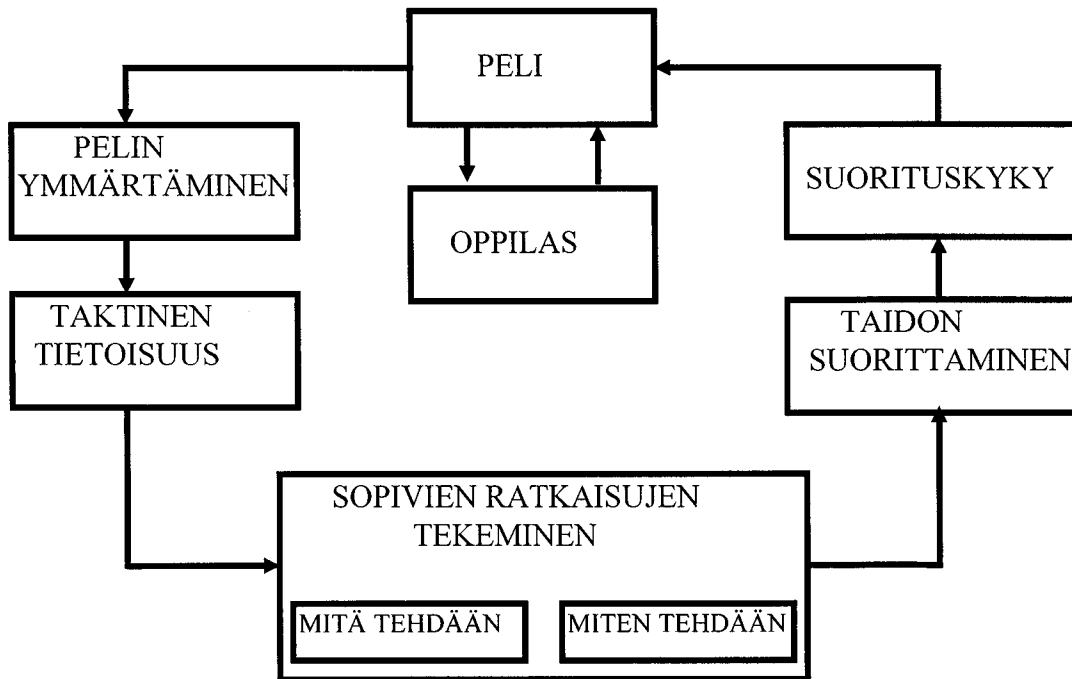 PELI
PELIN
YMMÄRTÄMINEN
SUORITUSKYKY
OPPILAS
TAKTINEN
TIETOISUUS
TAIDON
SUORITTAMINEN
SOPIVIEN RATKAISUJEN
TEKEMINEN
MITÄ TEHDÄÄN
MITEN TEHDÄÄN